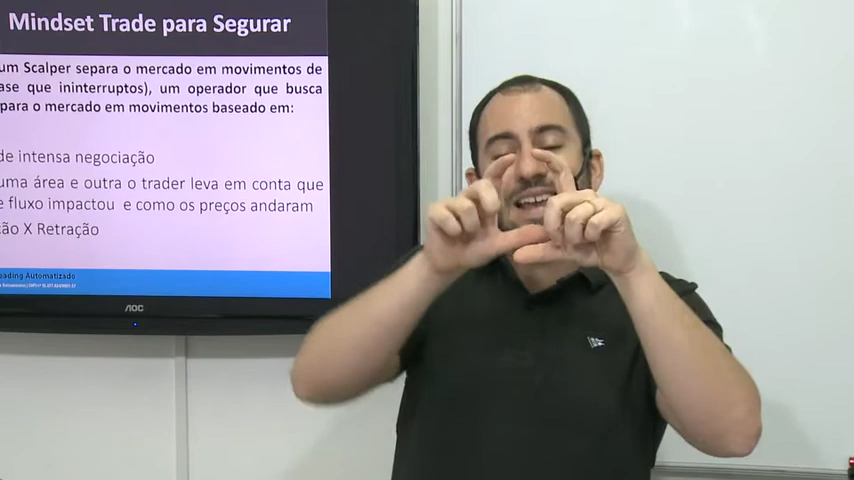 Mindset Trade para Segurar
um Scalper separa o mercado em movimentos de
ase que ininterruptos), um operador que busca
para o mercado em movimentos baseado em:
de intensa negociação
uma área e outra o trader leva em conta que
e fluxo impactou e como os preços andaram
ção X Retração
eading Automatizado
AOC